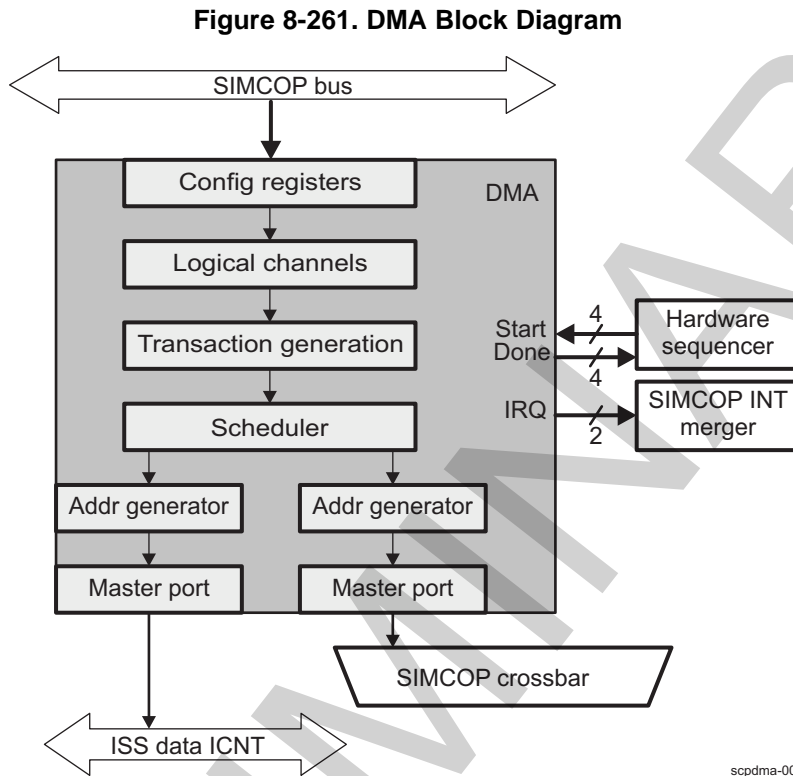 Figure 8-261. DMA Block Diagram
SIMCOP bus
Config registers
DMA
Logical channels
Transaction generation
Start
4
Hardware
sequencer
Done
4
Scheduler
IRQ
2
SIMCOP INT
merger
Addr generator
Addr generator
Master port
Master port
SIMCOP crossbar
ISS data ICNT
scpdma-00